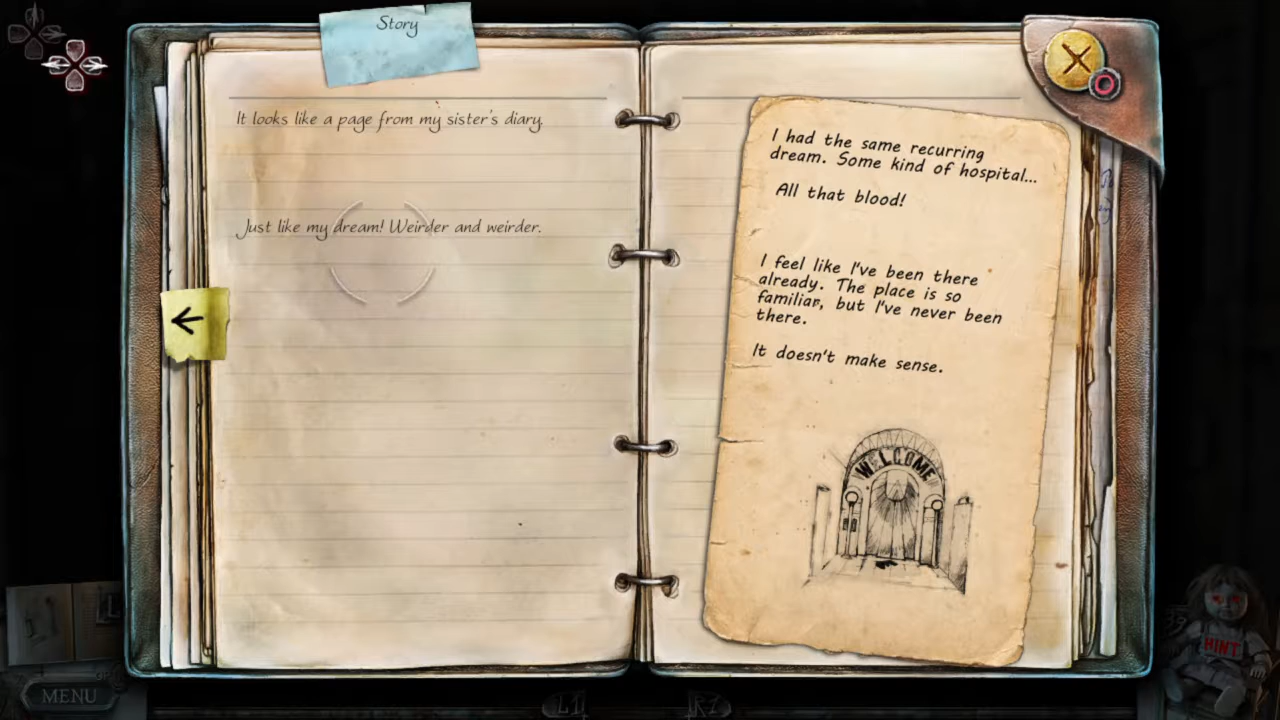 Story
It looks like a page from my sister's diary.
Just like my dream! Weirder and weirder.
I had the same recurring
dream. Some kind of hospital...
All that blood!
I feel like I've been there
already. The place is so
familiar, but I've never been
there.
It doesn't make sense.
WELCOME
HINT
MENU
L1
R1